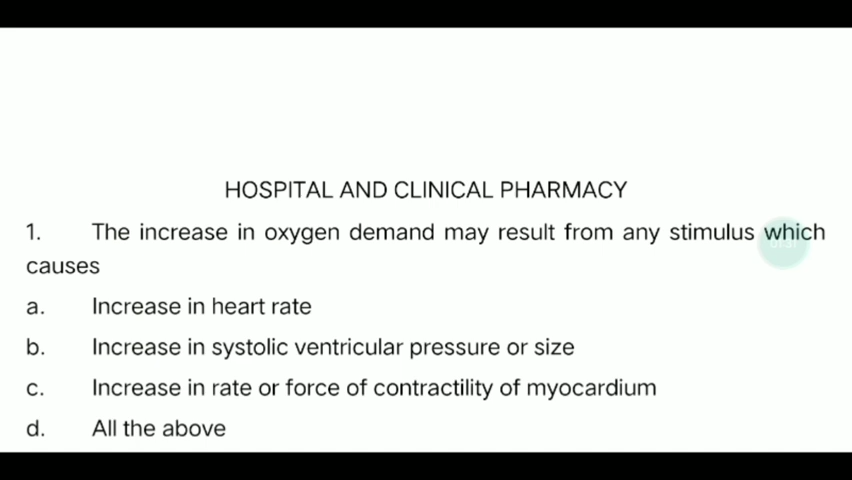 HOSPITAL AND CLINICAL PHARMACY
1. The increase in oxygen demand may result from any stimulus which
causes
a. Increase in heart rate
b. Increase in systolic ventricular pressure or size
c. Increase in rate or force of contractility of myocardium
d. All the above